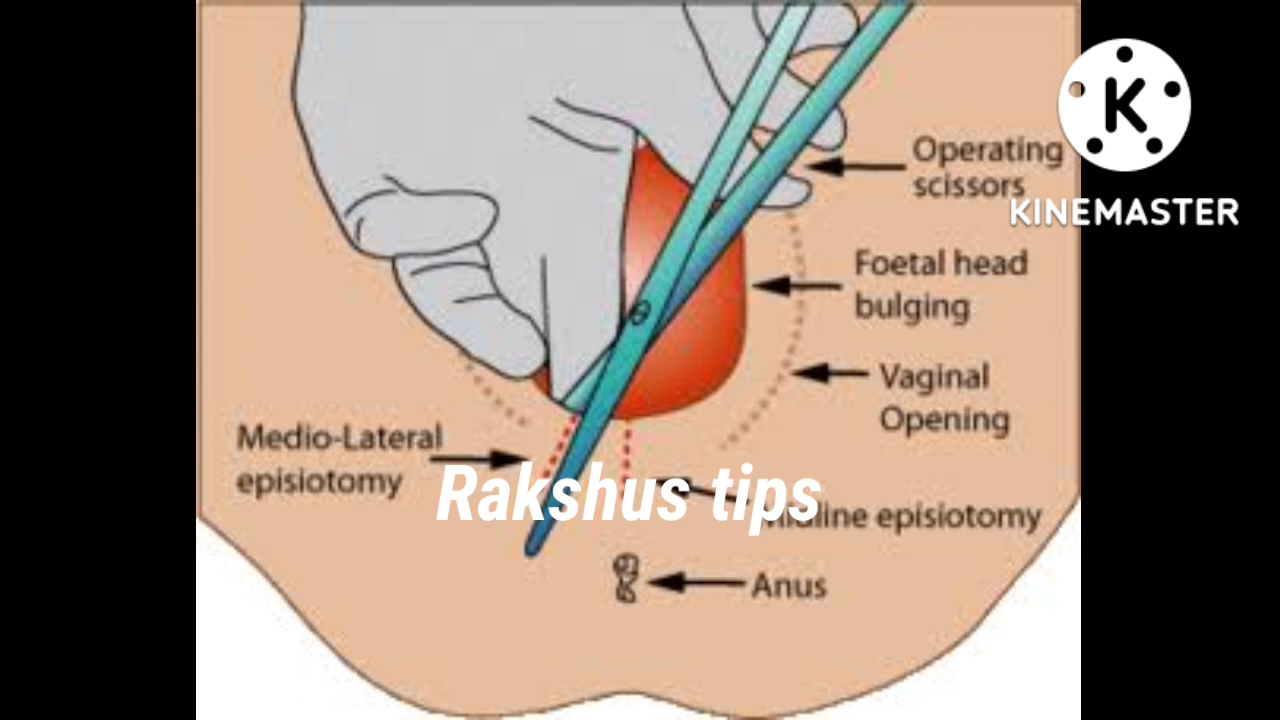 Operating
scissors
K
KINEMASTER
Foetal head
bulging
Vaginal
Opening
Medio-Lateral
episiotomy
Rakshus tips
episiotomy
Anus